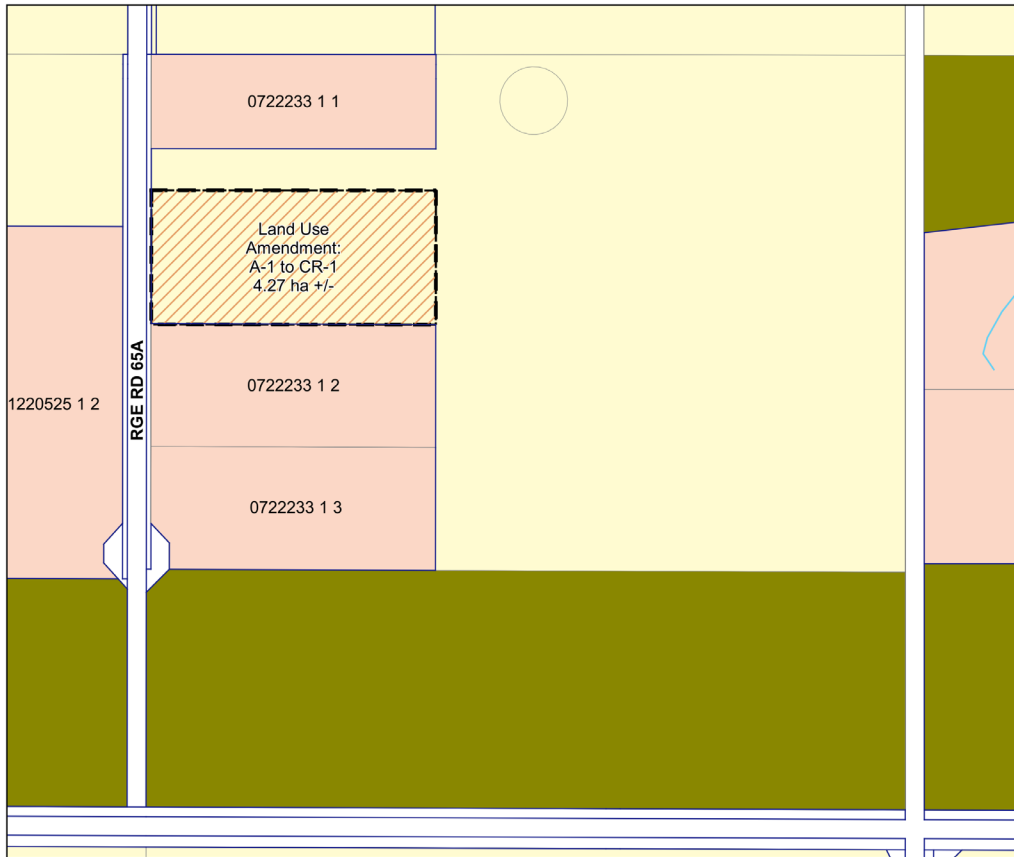 0722233 1 1
Land Use
Amendment:
A-1 to CR-1
4.27 ha +/-
RGE RD 65A
0722233 1 2
1220525 1 2
0722233 1 3